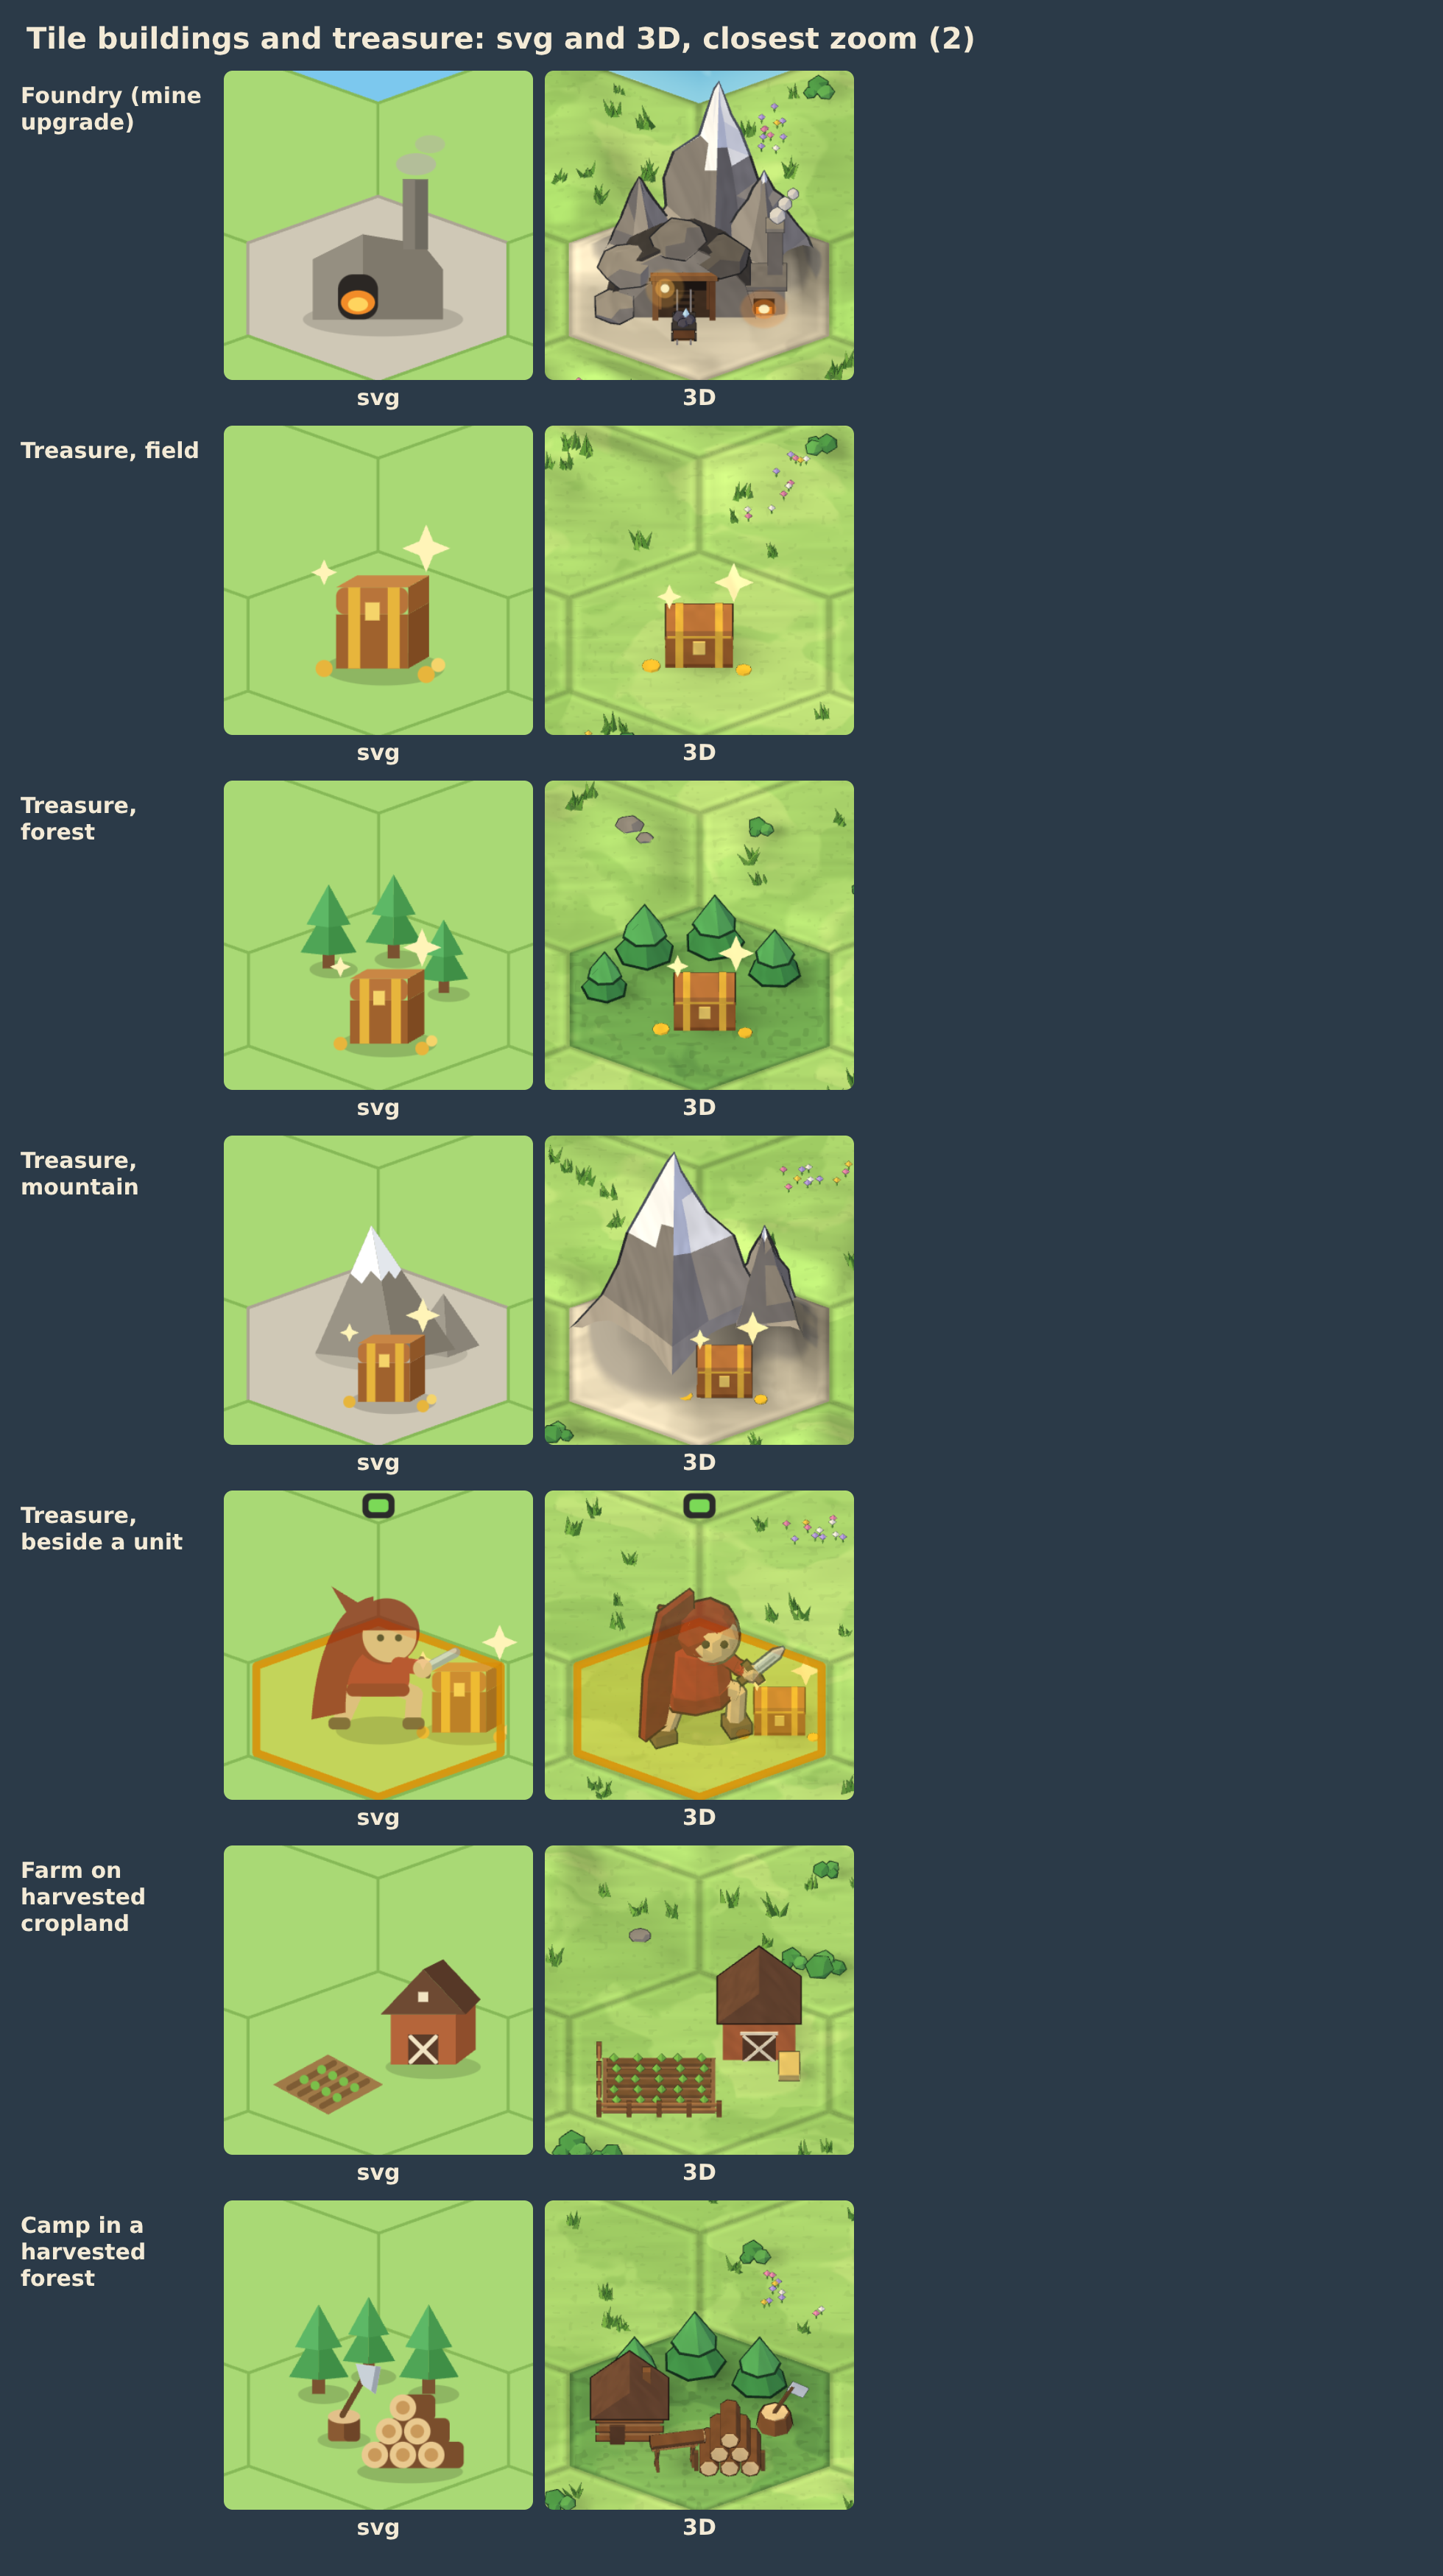 Tile buildings and treasure: svg and 3D, closest zoom (2)
Foundry (mine
upgrade)
svg
3D
Treasure, field
svg
3D
Treasure,
forest
svg
3D
Treasure,
mountain
svg
3D
Treasure,
beside a unit
svg
3D
Farm on
harvested
cropland
svg
3D
Camp in a
harvested
forest
svg
3D